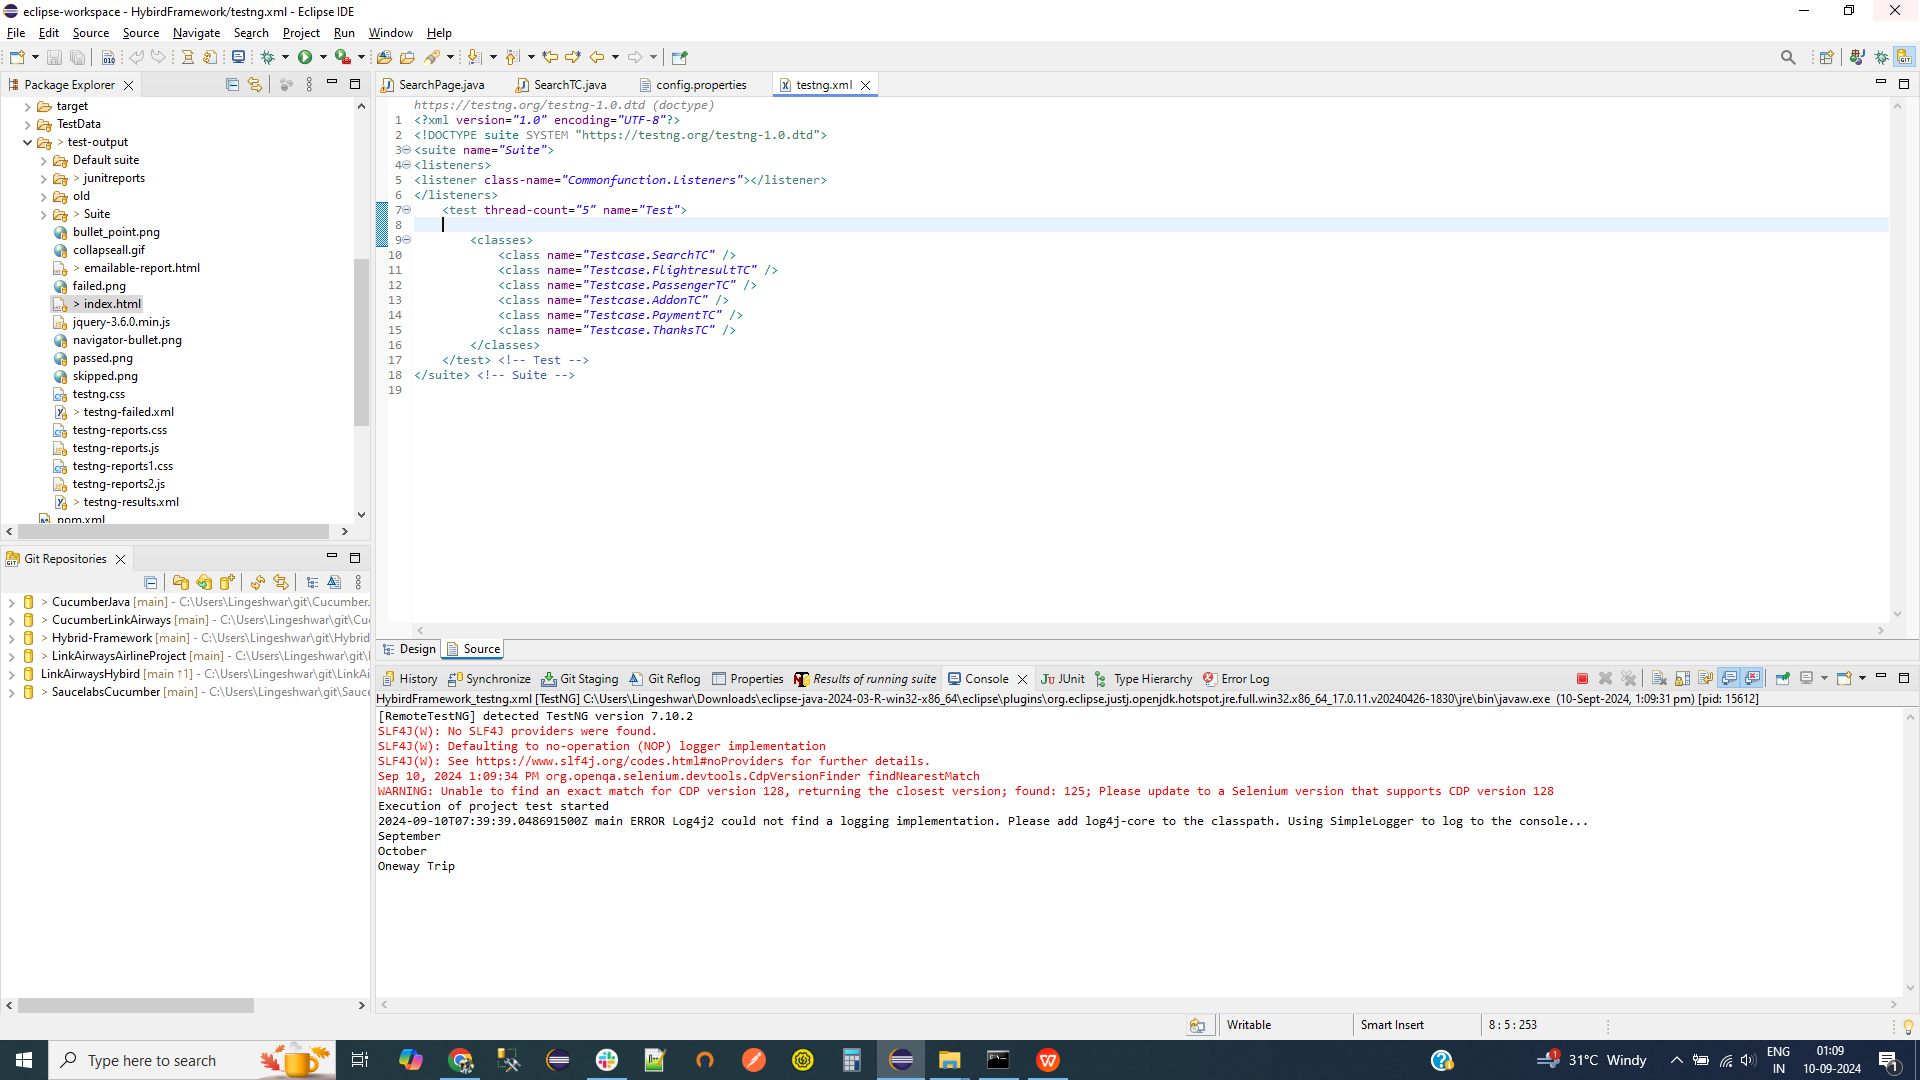 eclipse-workspace - HybirdFramework/testng.xml - Eclipse IDE
File Edit Source Source Navigate Search Project Run Window Help
Package Explorer
target
TestData
> test-output
Default suite
> junitreports
old
> Suite
bullet_point.png
collapseall.gif
> emailable-report.html
failed.png
> index.html
jquery-3.6.0.min.js
navigator-bullet.png
passed.png
skipped.png
testng.css
> testng-failed.xml
testng-reports.css
testng-reports.js
testng-reports1.css
testng-reports2.js
> testng-results.xml
pom.xml
Git Repositories
> CucumberJava [main] - C:\Users\Lingeshwar\git\Cucumber.
> CucumberLinkAirways [main] - C:\Users\Lingeshwar\git\Cu
> Hybrid-Framework [main] - C:\Users\Lingeshwar\git\Hybrid
> LinkAirwaysAirlineProject [main] - C:\Users\Lingeshwar\git\
LinkAirwaysHybird [main ↑1] - C:\Users\Lingeshwar\git\LinkAi
> SaucelabsCucumber [main] - C:\Users\Lingeshwar\git\Sauce
SearchPage.java SearchTC.java config.properties testng.xml
https://testng.org/testng-1.0.dtd (doctype)
1 <?xml version="1.0" encoding="UTF-8"?>
2 <!DOCTYPE suite SYSTEM "https://testng.org/testng-1.0.dtd">
3 <suite name="Suite">
4 <listeners>
5 <listener class-name="Commonfunction.Listeners"></listener>
6 </listeners>
7 <test thread-count="5" name="Test">
8
9 <classes>
10 <class name="Testcase.SearchTC" />
11 <class name="Testcase.FlightresultTC" />
12 <class name="Testcase.PassengerTC" />
13 <class name="Testcase.AddonTC" />
14 <class name="Testcase.PaymentTC" />
15 <class name="Testcase.ThanksTC" />
16 </classes>
17 </test> <!-- Test -->
18 </suite> <!-- Suite -->
19
Design Source
History Synchronize Git Staging Git Reflog Properties Results of running suite Console JUnit Type Hierarchy Error Log
HybirdFramework_testng.xml [TestNG] C:\Users\Lingeshwar\Downloads\eclipse-java-2024-03-R-win32-x86_64\eclipse\plugins\org.eclipse.justj.openjdk.hotspot.jre.full.win32.x86_64_17.0.11.v20240426-1830\jre\bin\javaw.exe (10-Sept-2024, 1:09:31 pm) [pid: 15612]
[RemoteTestNG] detected TestNG version 7.10.2
SLF4J(W): No SLF4J providers were found.
SLF4J(W): Defaulting to no-operation (NOP) logger implementation
SLF4J(W): See https://www.slf4j.org/codes.html#noProviders for further details.
Sep 10, 2024 1:09:34 PM org.openqa.selenium.devtools.CdpVersionFinder findNearestMatch
WARNING: Unable to find an exact match for CDP version 128, returning the closest version; found: 125; Please update to a Selenium version that supports CDP version 128
Execution of project test started
2024-09-10T07:39:39.048691500Z main ERROR Log4j2 could not find a logging implementation. Please add log4j-core to the classpath. Using SimpleLogger to log to the console...
September
October
Oneway Trip
Writable Smart Insert 8 : 5 : 253
Type here to search
31°C Windy
ENG
IN
01:09
10-09-2024
1